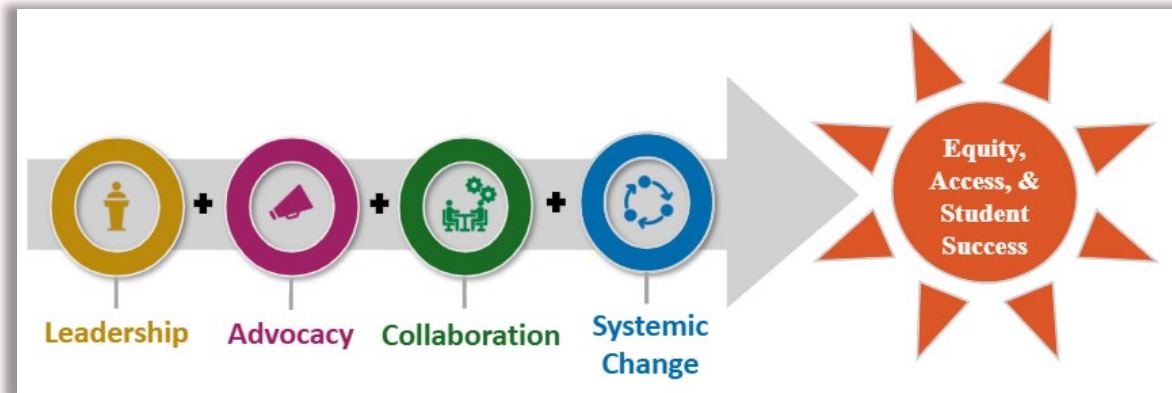 Leadership
Advocacy
Collaboration
Systemic
Change
Equity,
Access, &
Student
Success